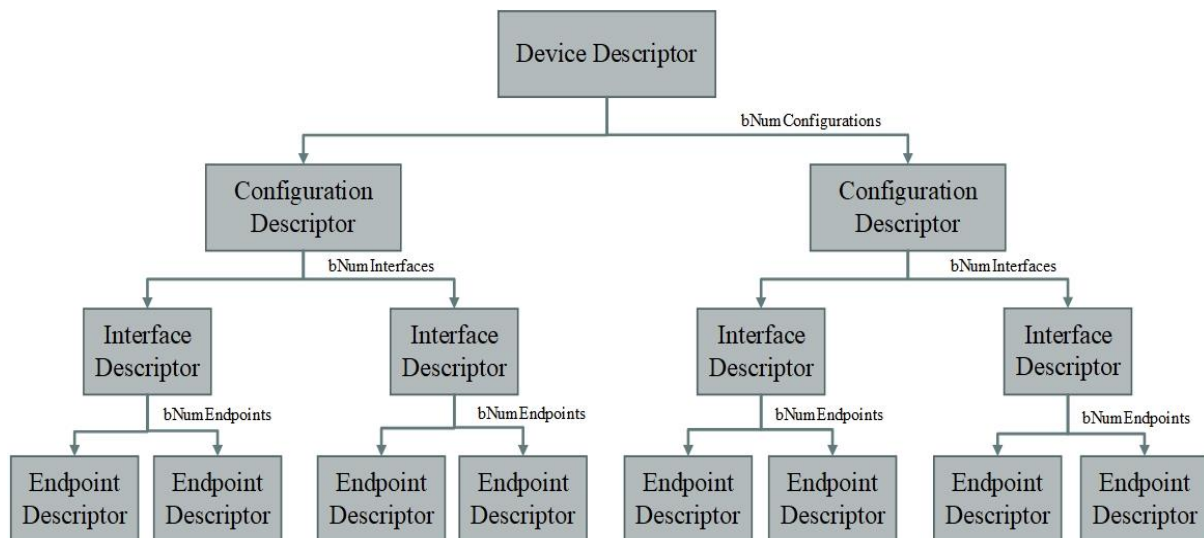 Device Descriptor
bNumConfigurations
Configuration
Descriptor
Configuration
Descriptor
bNumInterfaces
bNumInterfaces
Interface
Descriptor
Interface
Descriptor
Interface
Descriptor
Interface
Descriptor
bNumEndpoints
bNumEndpoints
bNumEndpoints
bNumEndpoints
Endpoint
Descriptor
Endpoint
Descriptor
Endpoint
Descriptor
Endpoint
Descriptor
Endpoint
Descriptor
Endpoint
Descriptor
Endpoint
Descriptor
Endpoint
Descriptor